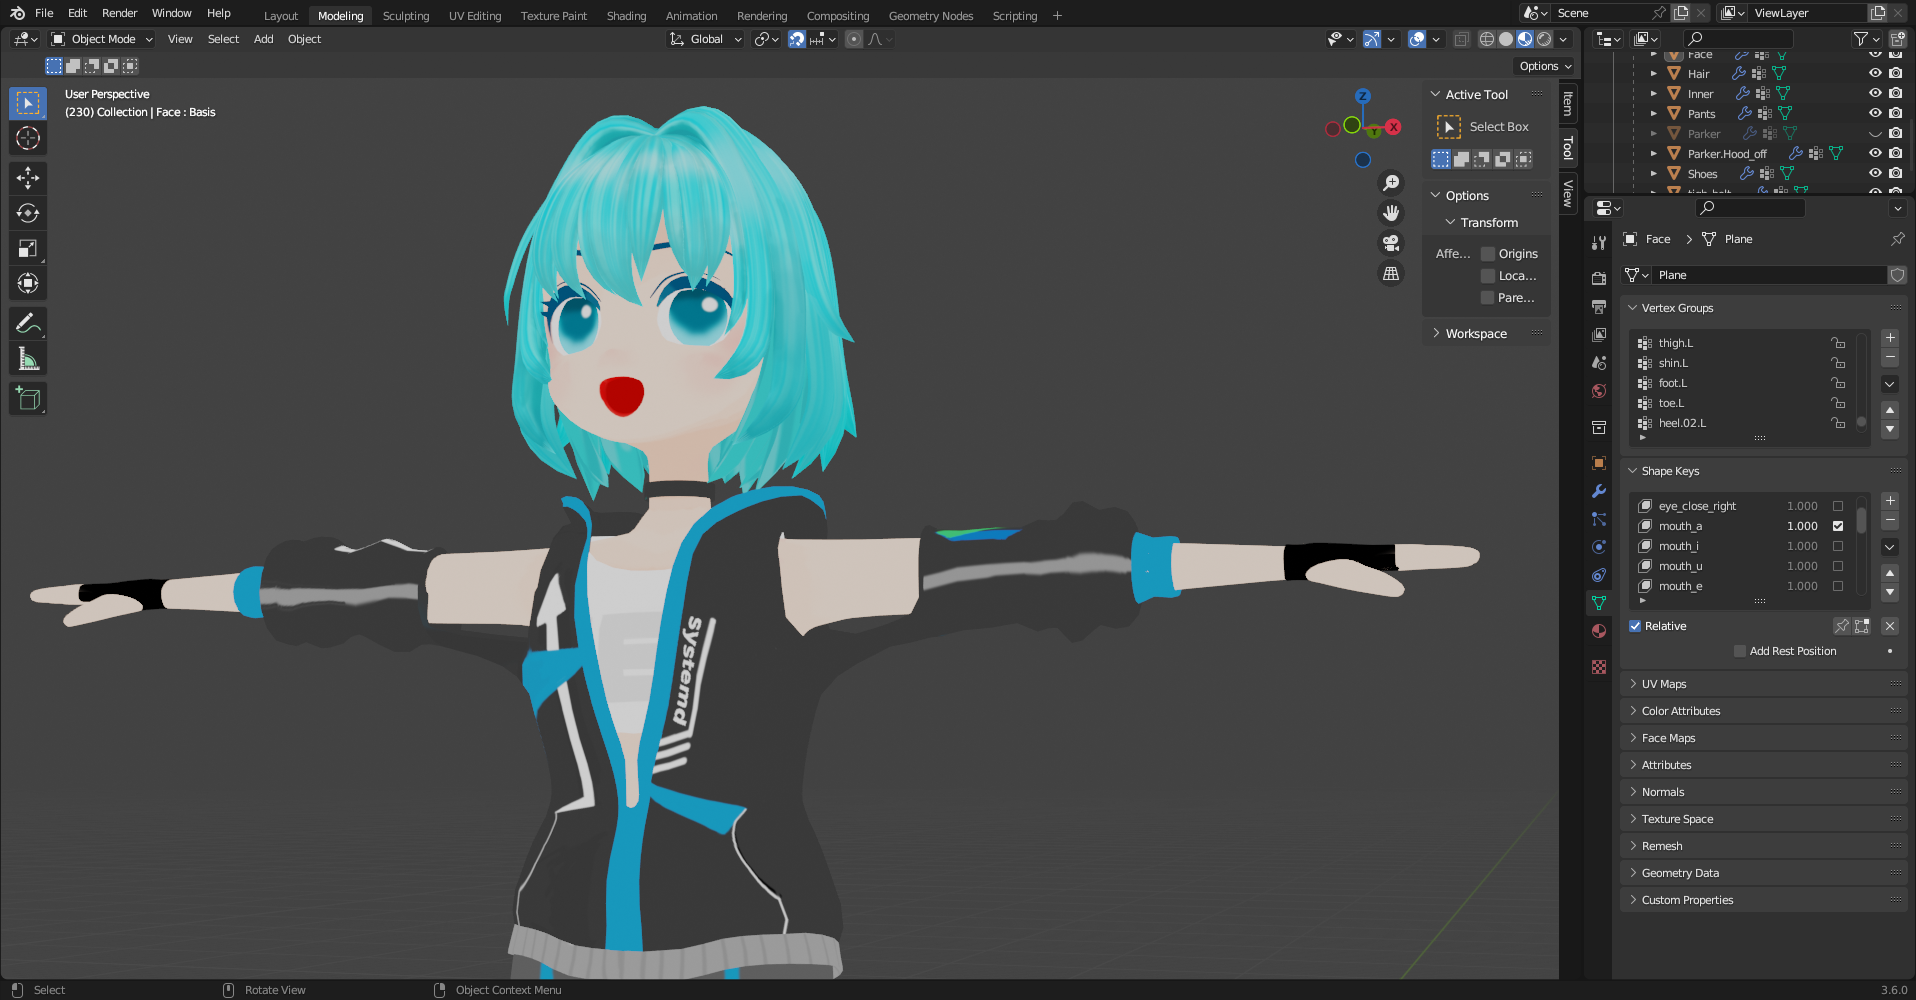 File Edit Render Window Help
Layout Modeling Sculpting UV Editing Texture Paint Shading Animation Rendering Compositing Geometry Nodes Scripting +
Scene
ViewLayer
Object Mode View Select Add Object
Global
Options
User Perspective
(230) Collection | Face : Basis
Z
X
Y
Item
Tool
View
Active Tool
Select Box
Options
Transform
Affe... Origins
Loca...
Pare...
Workspace
systemd
Face
Hair
Inner
Pants
Parker
Parker.Hood_off
Shoes
Face > Plane
Plane
Vertex Groups
thigh.L
shin.L
foot.L
toe.L
heel.02.L
Shape Keys
eye_close_right 1.000
mouth_a 1.000
mouth_i 1.000
mouth_u 1.000
mouth_e 1.000
Relative
Add Rest Position
UV Maps
Color Attributes
Face Maps
Attributes
Normals
Texture Space
Remesh
Geometry Data
Custom Properties
Select
Rotate View
Object Context Menu
3.6.0